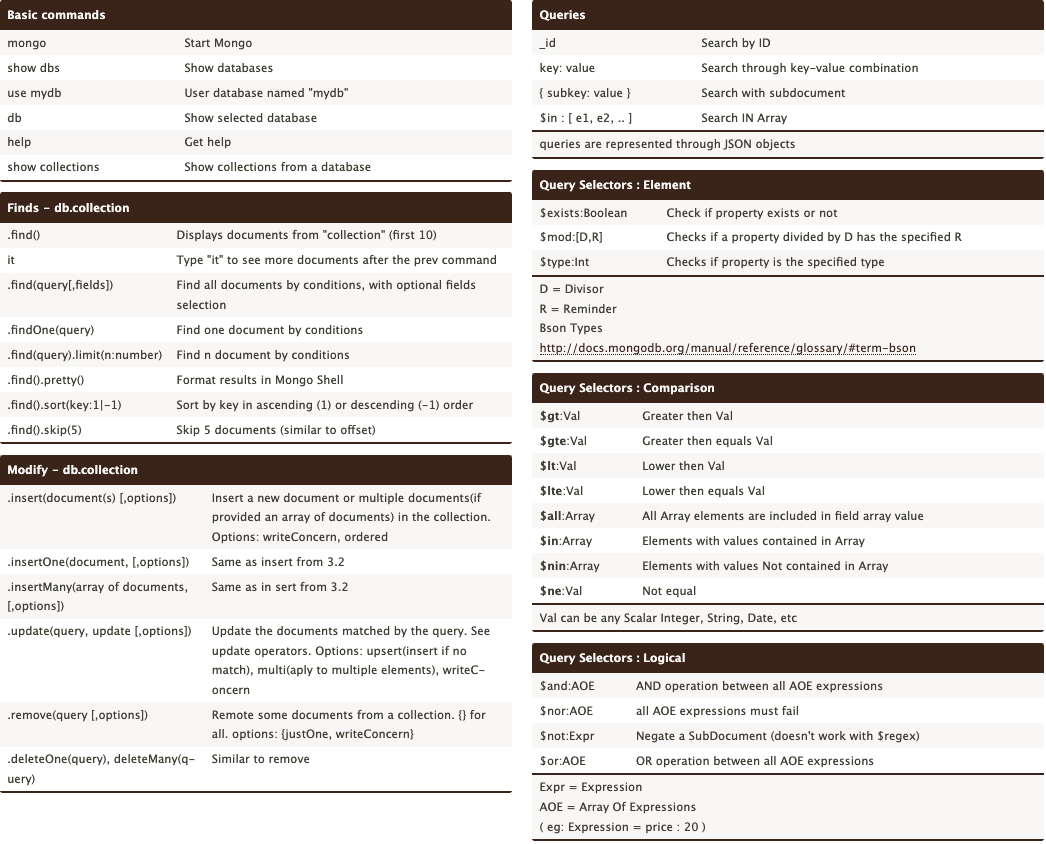 Basic commands
mongo Start Mongo
show dbs Show databases
use mydb User database named "mydb"
db Show selected database
help Get help
show collections Show collections from a database
Finds - db.collection
.find() Displays documents from "collection" (first 10)
it Type "it" to see more documents after the prev command
.find(query[,fields]) Find all documents by conditions, with optional fields
selection
.findOne(query) Find one document by conditions
.find(query).limit(n:number) Find n document by conditions
.find().pretty() Format results in Mongo Shell
.find().sort(key:1|-1) Sort by key in ascending (1) or descending (-1) order
.find().skip(5) Skip 5 documents (similar to offset)
Modify - db.collection
.insert(document(s) [,options]) Insert a new document or multiple documents(if
provided an array of documents) in the collection.
Options: writeConcern, ordered
.insertOne(document, [,options]) Same as insert from 3.2
.insertMany(array of documents, Same as in sert from 3.2
[,options])
.update(query, update [,options]) Update the documents matched by the query. See
update operators. Options: upsert(insert if no
match), multi(aply to multiple elements), writeC-
oncern
.remove(query [,options]) Remote some documents from a collection. {} for
all. options: {justOne, writeConcern}
.deleteOne(query), deleteMany(q- Similar to remove
uery)
Queries
_id Search by ID
key: value Search through key-value combination
{ subkey: value } Search with subdocument
$in : [ e1, e2, .. ] Search IN Array
queries are represented through JSON objects
Query Selectors : Element
$exists:Boolean Check if property exists or not
$mod:[D,R] Checks if a property divided by D has the specified R
$type:Int Checks if property is the specified type
D = Divisor
R = Reminder
Bson Types
http://docs.mongodb.org/manual/reference/glossary/#term-bson
Query Selectors : Comparison
$gt:Val Greater then Val
$gte:Val Greater then equals Val
$lt:Val Lower then Val
$lte:Val Lower then equals Val
$all:Array All Array elements are included in field array value
$in:Array Elements with values contained in Array
$nin:Array Elements with values Not contained in Array
$ne:Val Not equal
Val can be any Scalar Integer, String, Date, etc
Query Selectors : Logical
$and:AOE AND operation between all AOE expressions
$nor:AOE all AOE expressions must fail
$not:Expr Negate a SubDocument (doesn't work with $regex)
$or:AOE OR operation between all AOE expressions
Expr = Expression
AOE = Array Of Expressions
( eg: Expression = price : 20 )